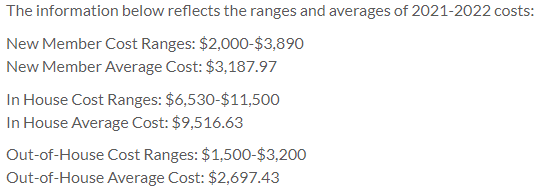 The information below reflects the ranges and averages of 2021-2022 costs:
New Member Cost Ranges: $2,000-$3,890
New Member Average Cost: $3,187.97
In House Cost Ranges: $6,530-$11,500
In House Average Cost: $9,516.63
Out-of-House Cost Ranges: $1,500-$3,200
Out-of-House Average Cost: $2,697.43